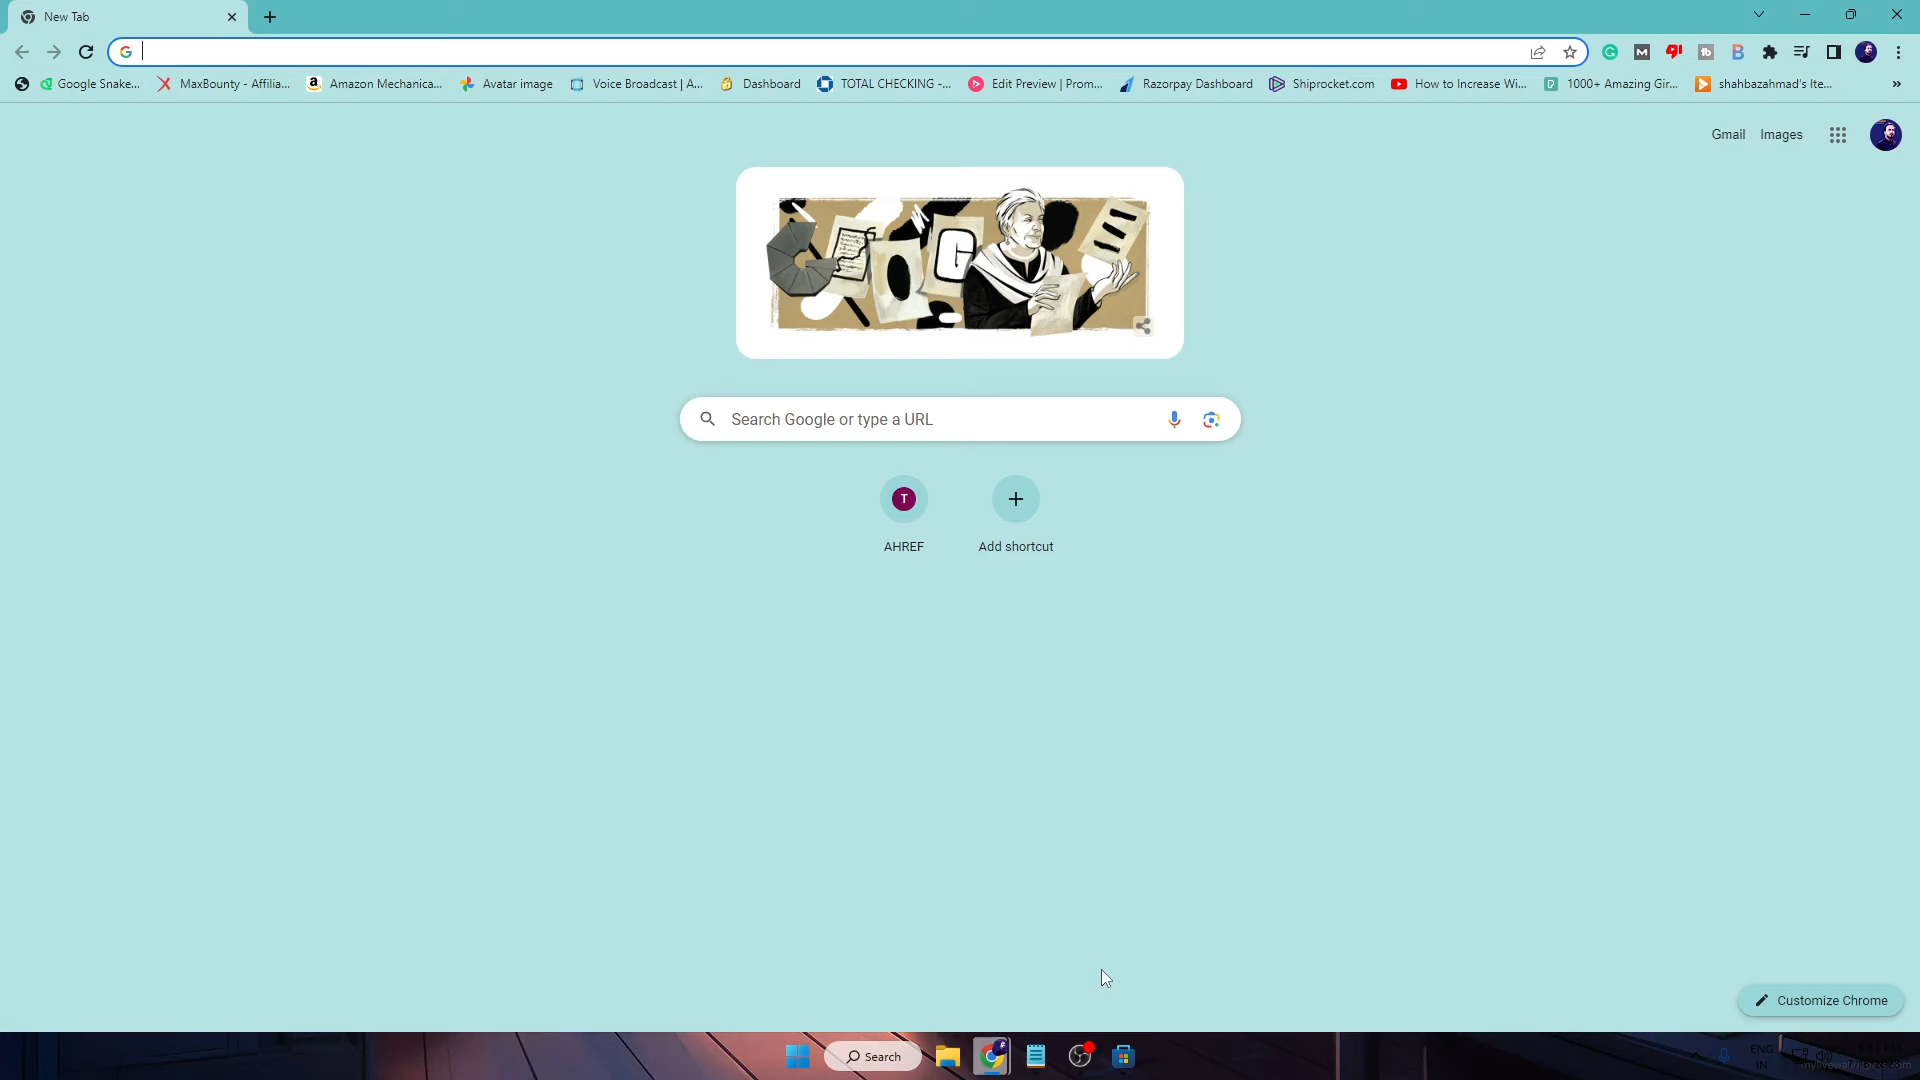 New Tab
Google Snake...
MaxBounty - Affilia...
Amazon Mechanica...
Avatar image
Voice Broadcast | A...
Dashboard
TOTAL CHECKING -...
Edit Preview | Prom...
Razorpay Dashboard
Shiprocket.com
How to Increase Wi...
1000+ Amazing Gir...
shahbazahmad's Ite...
»
Gmail
Images
G
Search Google or type a URL
T
AHREF
Add shortcut
Customize Chrome
Search
ENG
IN